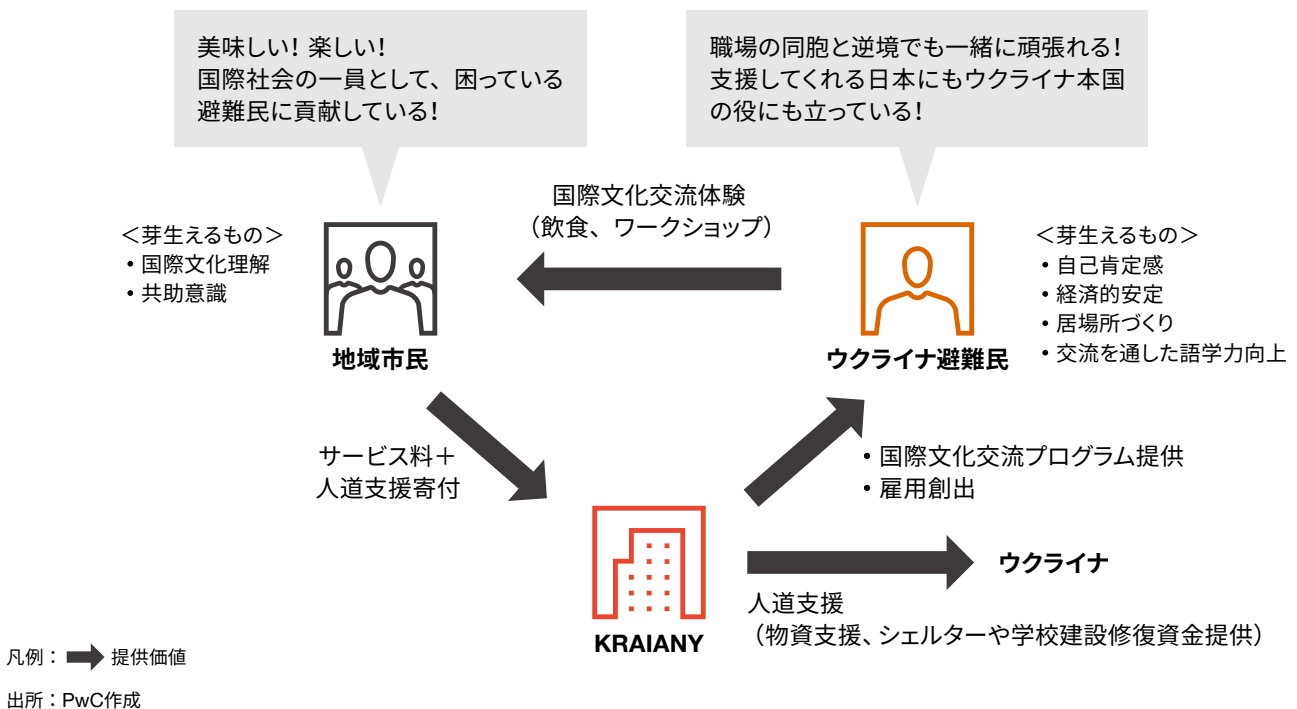 美味しい！楽しい！
国際社会の一員として、困っている
避難民に貢献している！
職場の同胞と逆境でも一緒に頑張れる！
支援してくれる日本にもウクライナ本国
の役にも立っている！
国際文化交流体験
（飲食、ワークショップ）
＜芽生えるもの＞
・国際文化理解
・共助意識
地域市民
ウクライナ避難民
＜芽生えるもの＞
・自己肯定感
・経済的安定
・居場所づくり
・交流を通した語学力向上
サービス料＋
人道支援寄付
・国際文化交流プログラム提供
・雇用創出
KRAIANY
ウクライナ
人道支援
（物資支援、シェルターや学校建設修復資金提供）
凡例：提供価値
出所：PwC作成